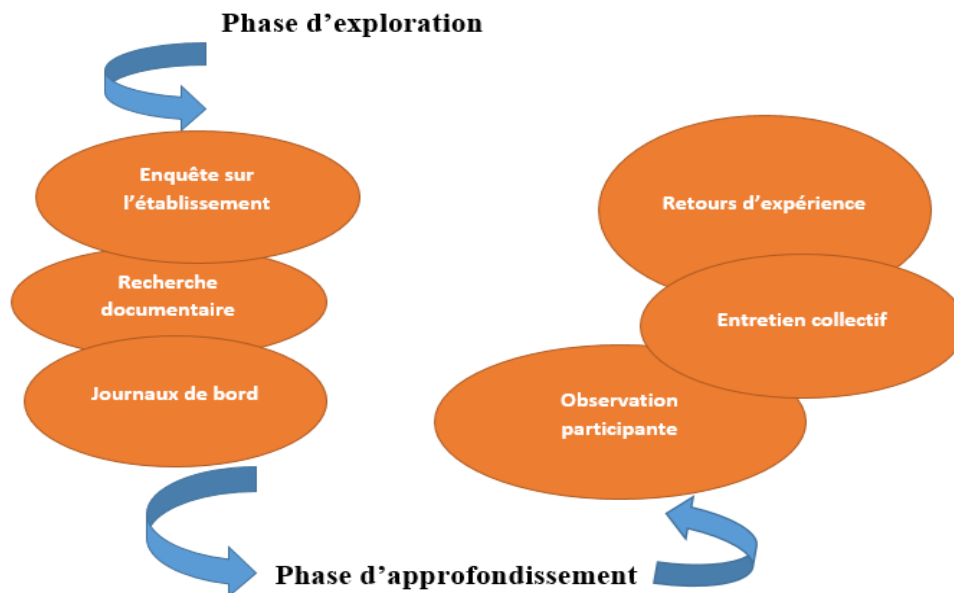 Phase d’exploration
Enquête sur
l’établissement
Recherche
documentaire
Journaux de bord
Retours d’expérience
Entretien collectif
Observation
participante
Phase d’approfondissement